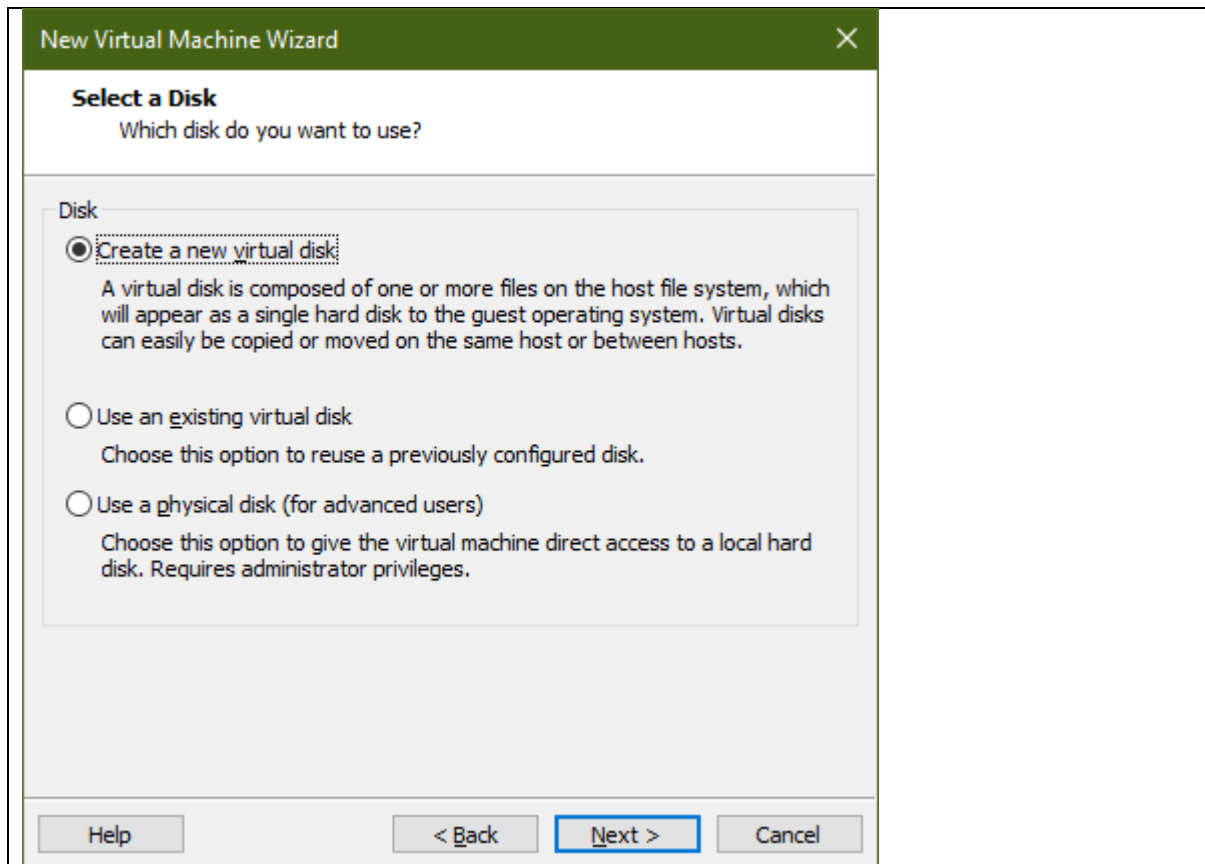 New Virtual Machine Wizard
Select a Disk
Which disk do you want to use?
Disk
Create a new virtual disk
A virtual disk is composed of one or more files on the host file system, which
will appear as a single hard disk to the guest operating system. Virtual disks
can easily be copied or moved on the same host or between hosts.
Use an existing virtual disk
Choose this option to reuse a previously configured disk.
Use a physical disk (for advanced users)
Choose this option to give the virtual machine direct access to a local hard
disk. Requires administrator privileges.
Help < Back Next > Cancel